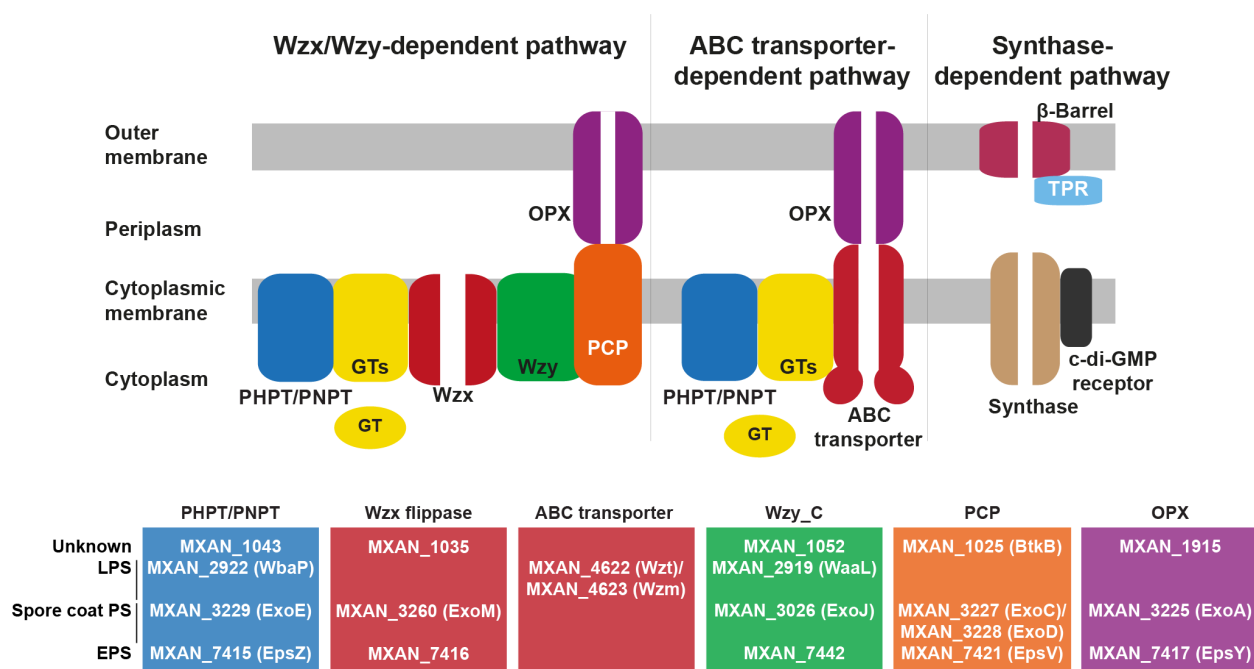 Wzx/Wzy-dependent pathway
ABC transporter-
dependent pathway
Synthase-
dependent pathway
Outer
membrane
Periplasm
Cytoplasmic
membrane
Cytoplasm
OPX
PCP
GTs
Wzy
PHPT/PNPT
Wzx
GT
OPX
GTs
PHPT/PNPT
GT
ABC
transporter
β-Barrel
TPR
c-di-GMP
receptor
Synthase
PHPT/PNPT Wzx flippase ABC transporter Wzy_C PCP OPX
Unknown MXAN_1043 MXAN_1035 MXAN_1052 MXAN_1025 (BtkB) MXAN_1915
LPS MXAN_2922 (WbaP) MXAN_4622 (Wzt)/ MXAN_2919 (WaaL)
MXAN_4623 (Wzm)
Spore coat PS MXAN_3229 (ExoE) MXAN_3260 (ExoM) MXAN_3026 (ExoJ) MXAN_3227 (ExoC)/ MXAN_3225 (ExoA)
MXAN_3228 (ExoD)
EPS MXAN_7415 (EpsZ) MXAN_7416 MXAN_7442 MXAN_7421 (EpsV) MXAN_7417 (EpsY)